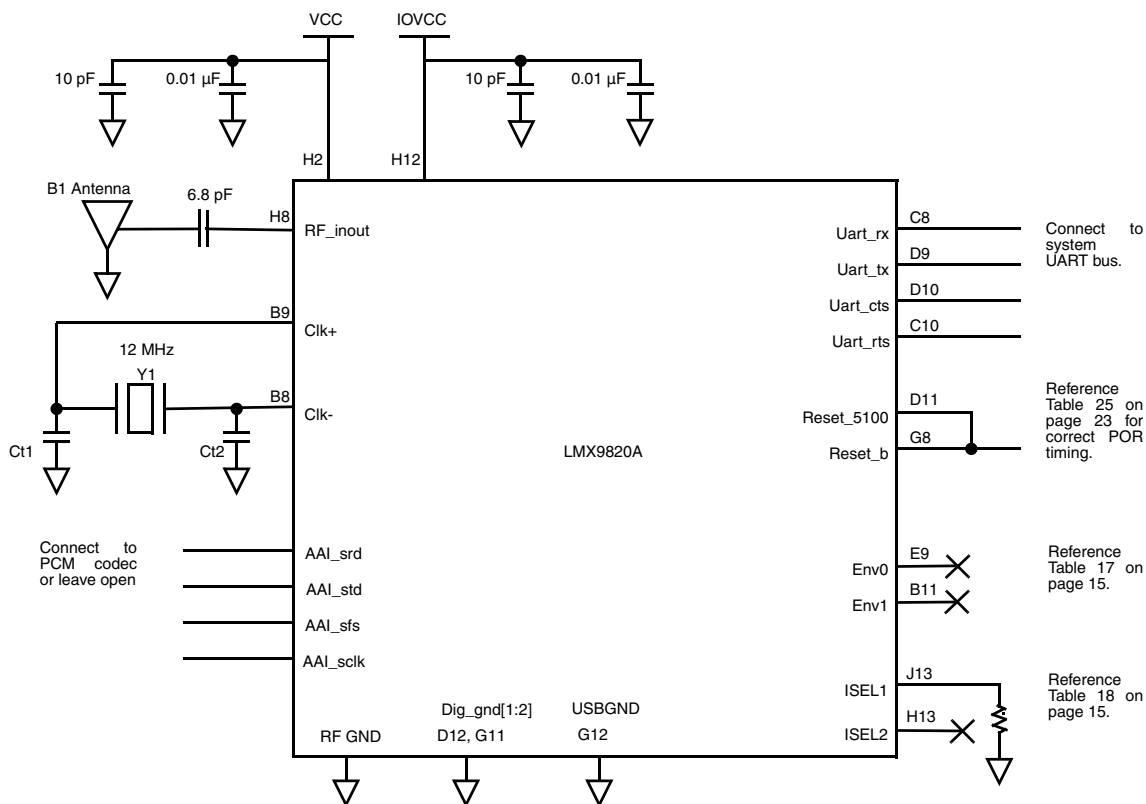 VCC
IOVCC
10 pF
0.01 µF
10 pF
0.01 µF
H2
H12
B1 Antenna
6.8 pF
H8
RF_inout
B9
Clk+
12 MHz
Y1
B8
Clk-
Ct1
Ct2
LMX9820A
Uart_rx
C8
Uart_tx
D9
Uart_cts
D10
Uart_rts
C10
Connect to
system
UART bus.
Reset_5100
D11
Reset_b
G8
Reference
Table 25 on
page 23 for
correct POR
timing.
Connect to
PCM codec
or leave open
AAI_srd
AAI_std
AAI_sfs
AAI_sclk
Env0
E9
Env1
B11
Reference
Table 17 on
page 15.
ISEL1
J13
ISEL2
H13
Reference
Table 18 on
page 15.
RF GND
Dig_gnd[1:2]
D12, G11
USBGND
G12